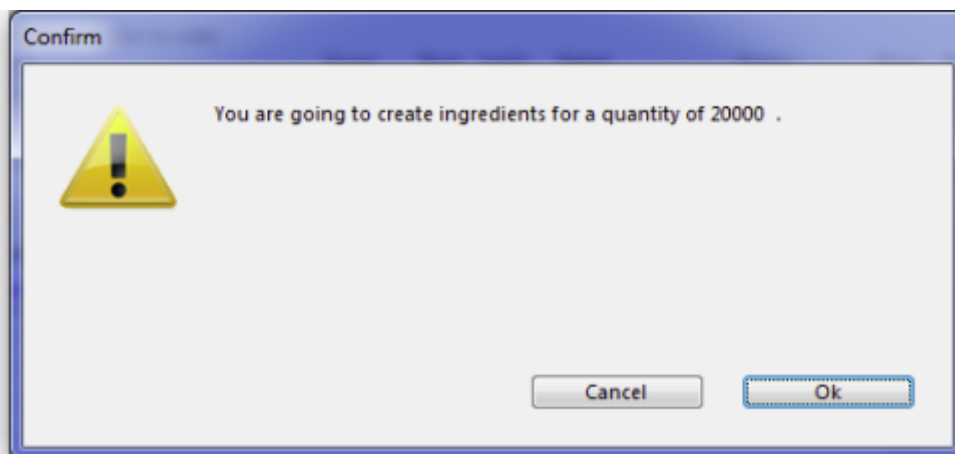 Confirm
You are going to create ingredients for a quantity of 20000 .
Cancel
Ok